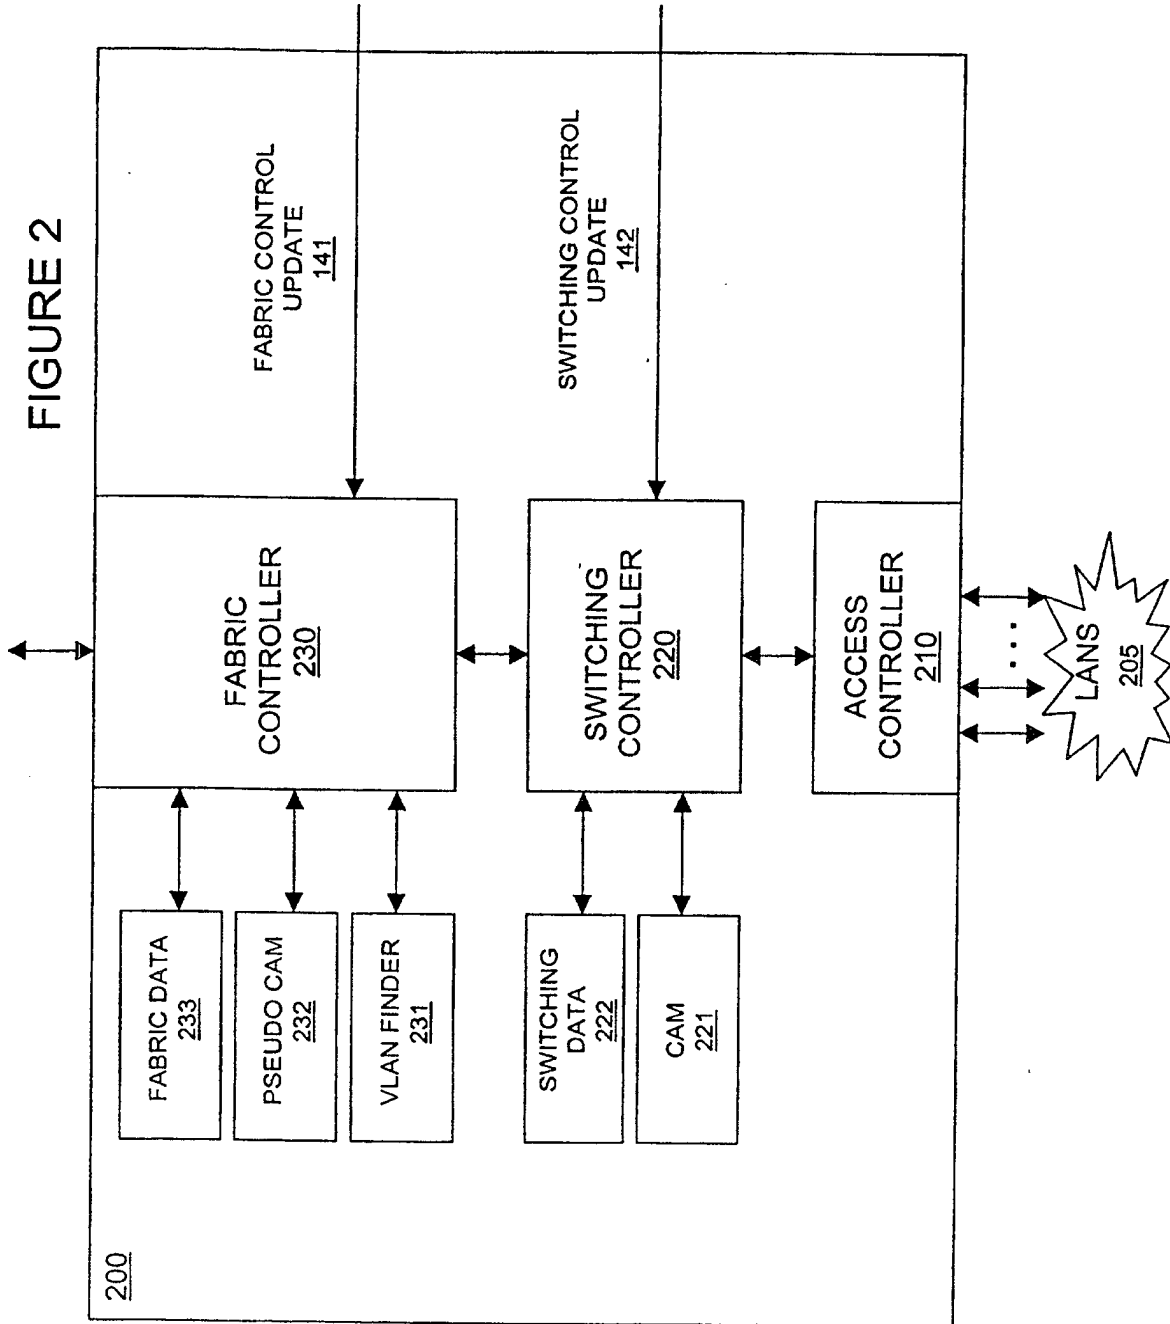 FIGURE 2
200
FABRIC DATA
233
PSEUDO CAM
232
VLAN FINDER
231
FABRIC
CONTROLLER
230
FABRIC CONTROL
UPDATE
141
SWITCHING
DATA
222
CAM
221
SWITCHING
CONTROLLER
220
SWITCHING CONTROL
UPDATE
142
ACCESS
CONTROLLER
210
LANS
205